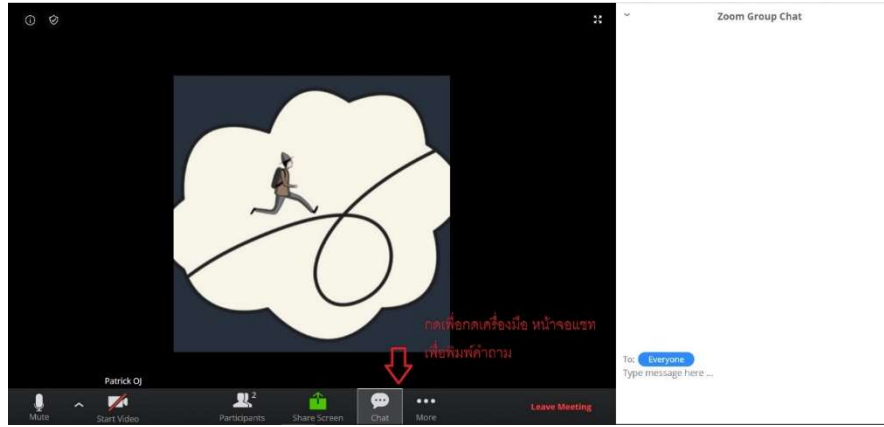 Zoom Group Chat
กดเพื่อกดเครื่องมือ หน้าจอแชท
เพื่อพิมพ์คำถาม
To: Everyone
Type message here ...
Patrick OJ
Mute
Start Video
Participants
2
Share Screen
Chat
More
Leave Meeting